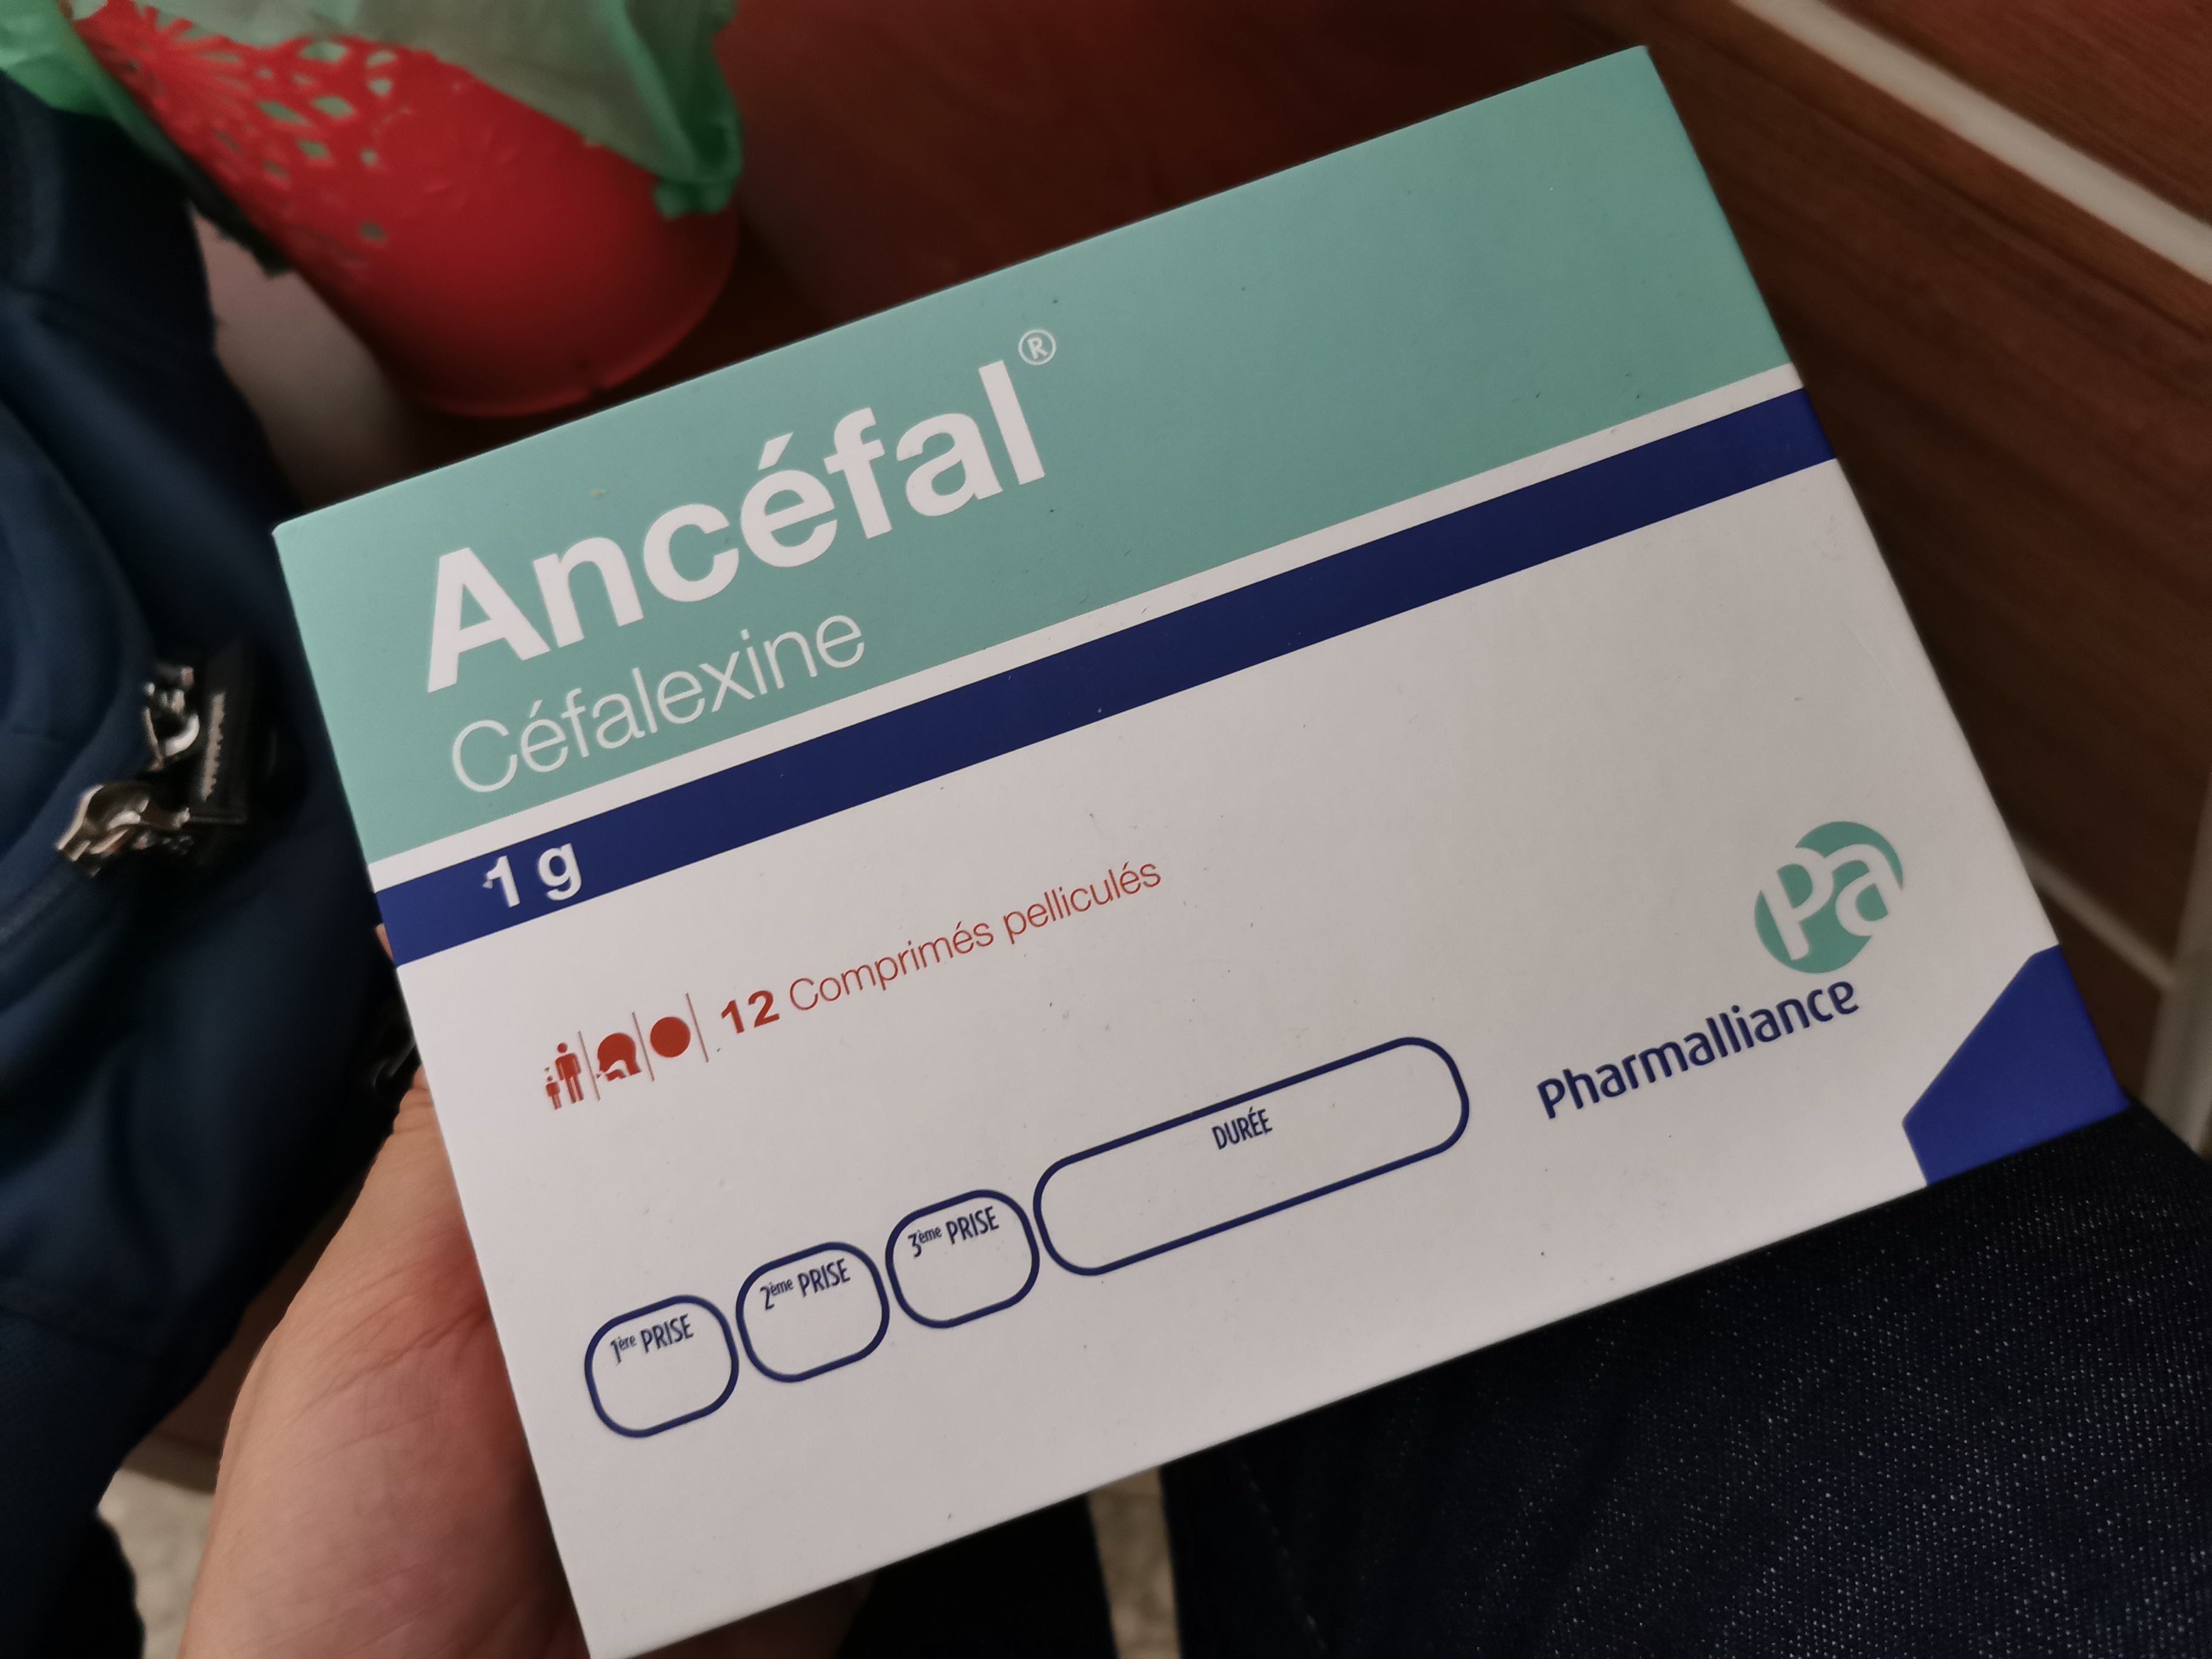 Ancéfal®
Céfalexine
1 g
12 Comprimés pelliculés
Pa
Pharmalliance
1ère PRISE
2ème PRISE
3ème PRISE
DURÉE